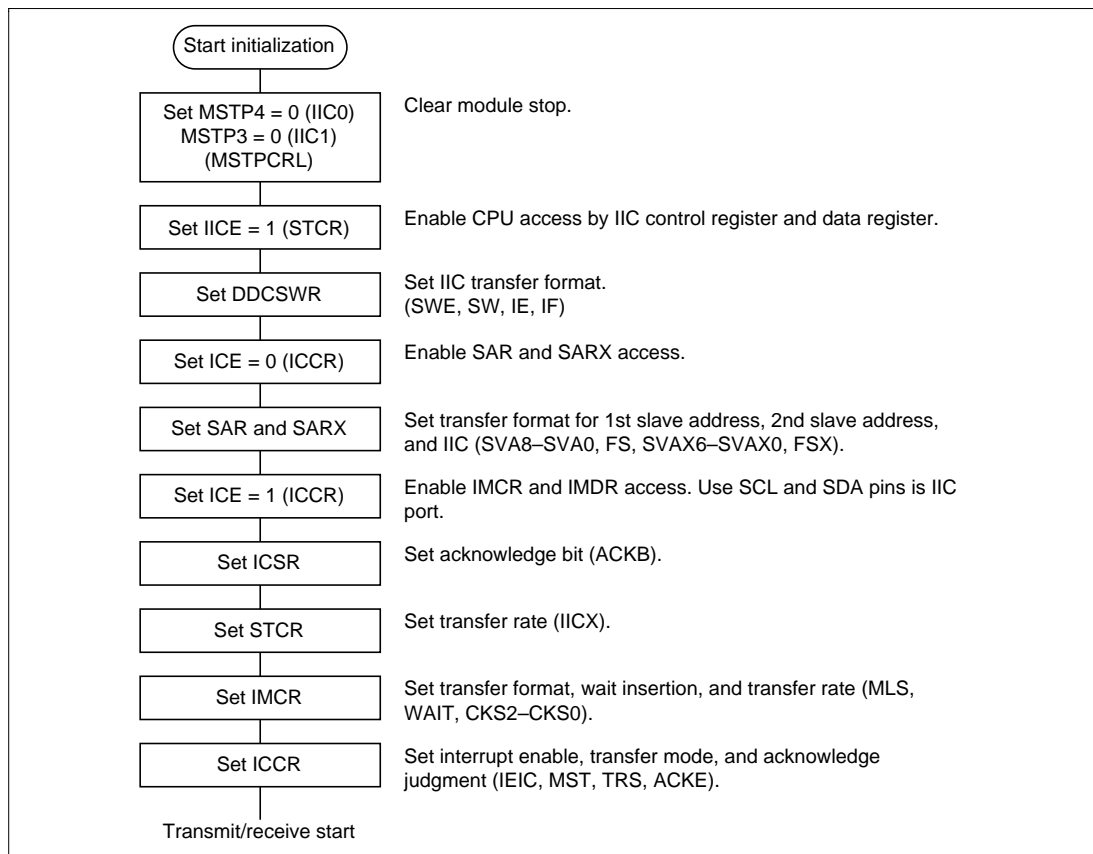 Start initialization
Set MSTP4 = 0 (IIC0)
MSTP3 = 0 (IIC1)
(MSTPCRL)
Clear module stop.
Set IICE = 1 (STCR)
Enable CPU access by IIC control register and data register.
Set DDCSWR
Set IIC transfer format.
(SWE, SW, IE, IF)
Set ICE = 0 (ICCR)
Enable SAR and SARX access.
Set SAR and SARX
Set transfer format for 1st slave address, 2nd slave address,
and IIC (SVA8–SVA0, FS, SVAX6–SVAX0, FSX).
Set ICE = 1 (ICCR)
Enable IMCR and IMDR access. Use SCL and SDA pins is IIC
port.
Set ICSR
Set acknowledge bit (ACKB).
Set STCR
Set transfer rate (IICX).
Set IMCR
Set transfer format, wait insertion, and transfer rate (MLS,
WAIT, CKS2–CKS0).
Set ICCR
Set interrupt enable, transfer mode, and acknowledge
judgment (IEIC, MST, TRS, ACKE).
Transmit/receive start